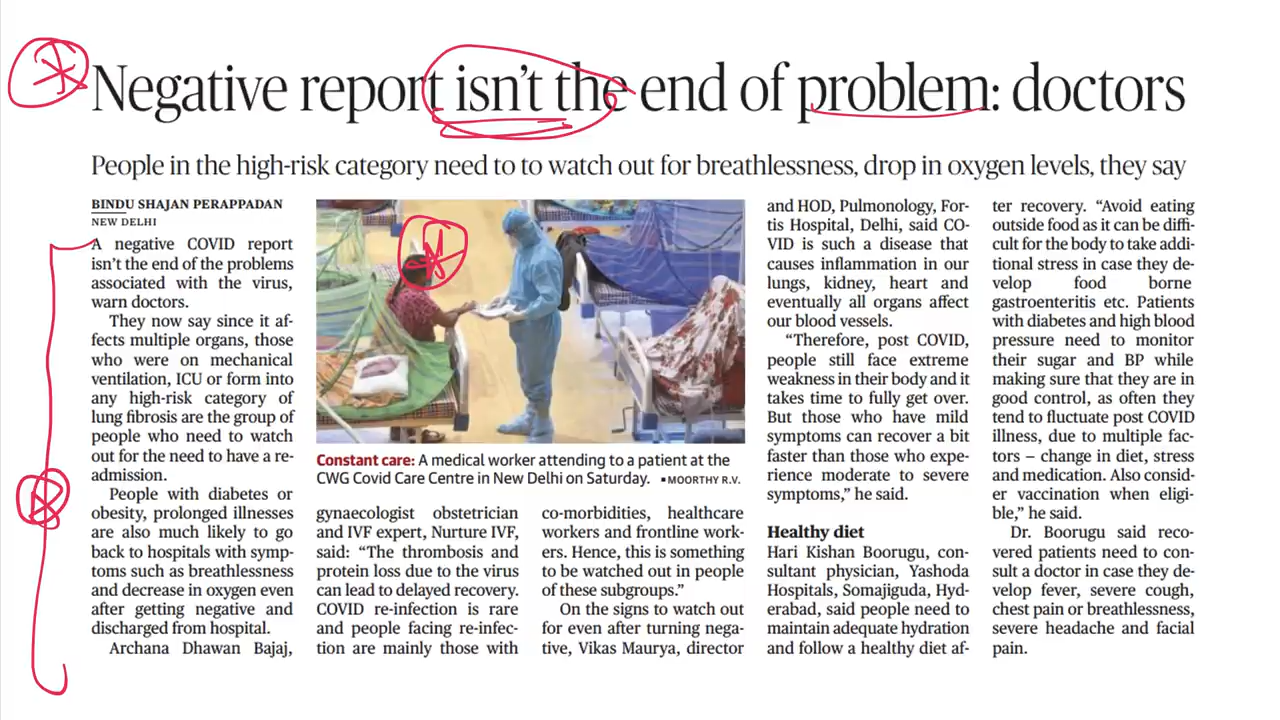 Negative report isn't the end of problem: doctors
People in the high-risk category need to to watch out for breathlessness, drop in oxygen levels, they say
BINDU SHAJAN PERAPPADAN
NEW DELHI
A negative COVID report
isn't the end of the problems
associated with the virus,
warn doctors.
They now say since it af-
fects multiple organs, those
who were on mechanical
ventilation, ICU or form into
any high-risk category of
lung fibrosis are the group of
people who need to watch
out for the need to have a re-
admission.
People with diabetes or
obesity, prolonged illnesses
are also much likely to go
back to hospitals with symp-
toms such as breathlessness
and decrease in oxygen even
after getting negative and
discharged from hospital.
Archana Dhawan Bajaj,
Constant care: A medical worker attending to a patient at the
CWG Covid Care Centre in New Delhi on Saturday. ▪MOORTHY R.V.
gynaecologist obstetrician
and IVF expert, Nurture IVF,
said: “The thrombosis and
protein loss due to the virus
can lead to delayed recovery.
COVID re-infection is rare
and people facing re-infec-
tion are mainly those with
co-morbidities, healthcare
workers and frontline work-
ers. Hence, this is something
to be watched out in people
of these subgroups.”
On the signs to watch out
for even after turning nega-
tive, Vikas Maurya, director
and HOD, Pulmonology, For-
tis Hospital, Delhi, said CO-
VID is such a disease that
causes inflammation in our
lungs, kidney, heart and
eventually all organs affect
our blood vessels.
“Therefore, post COVID,
people still face extreme
weakness in their body and it
takes time to fully get over.
But those who have mild
symptoms can recover a bit
faster than those who expe-
rience moderate to severe
symptoms,” he said.
Healthy diet
Hari Kishan Boorugu, con-
sultant physician, Yashoda
Hospitals, Somajiguda, Hyd-
erabad, said people need to
maintain adequate hydration
and follow a healthy diet af-
ter recovery. “Avoid eating
outside food as it can be diffi-
cult for the body to take addi-
tional stress in case they de-
velop food borne
gastroenteritis etc. Patients
with diabetes and high blood
pressure need to monitor
their sugar and BP while
making sure that they are in
good control, as often they
tend to fluctuate post COVID
illness, due to multiple fac-
tors – change in diet, stress
and medication. Also consid-
er vaccination when eligi-
ble,” he said.
Dr. Boorugu said reco-
vered patients need to con-
sult a doctor in case they de-
velop fever, severe cough,
chest pain or breathlessness,
severe headache and facial
pain.